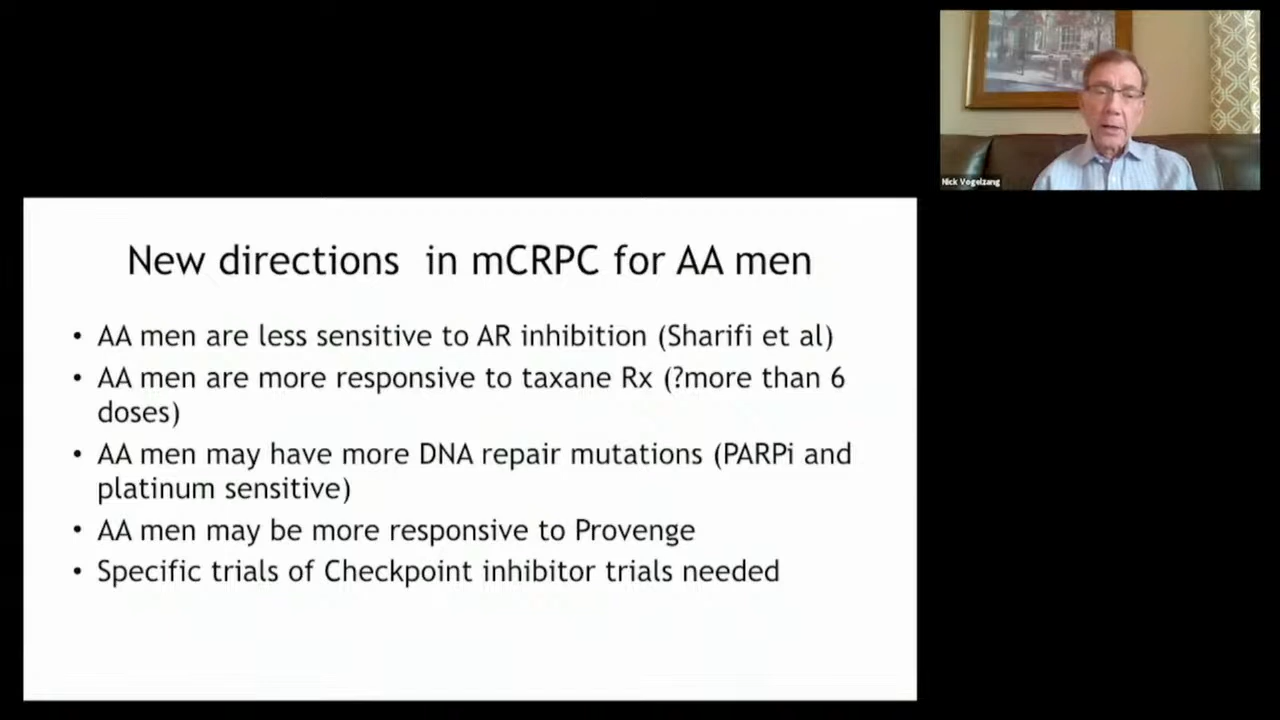 Nick Vogelzang
New directions in mCRPC for AA men
• AA men are less sensitive to AR inhibition (Sharifi et al)
• AA men are more responsive to taxane Rx (?more than 6
doses)
• AA men may have more DNA repair mutations (PARPi and
platinum sensitive)
• AA men may be more responsive to Provenge
• Specific trials of Checkpoint inhibitor trials needed